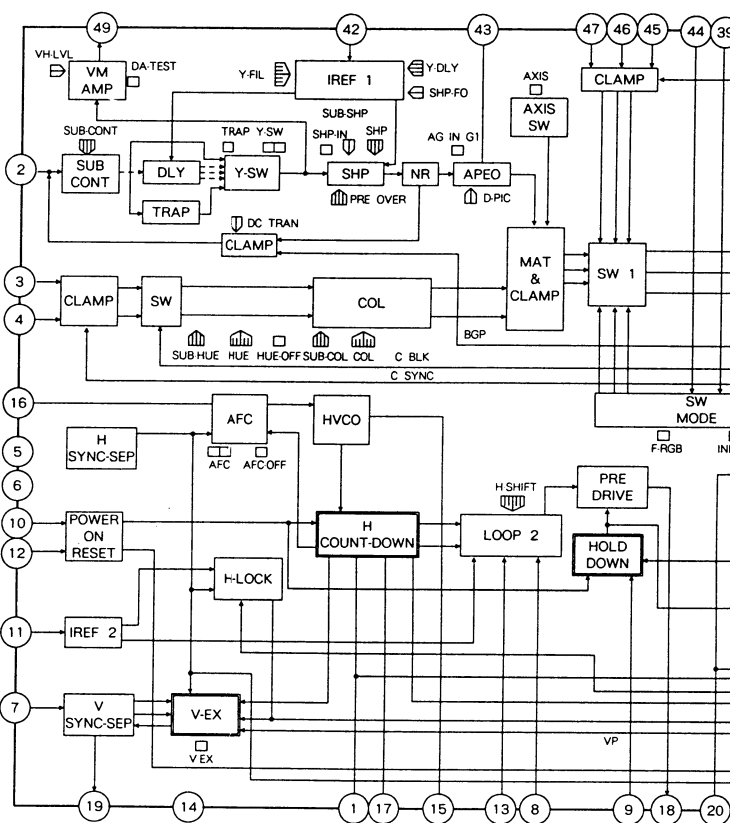 49
42
43
47
46
45
44
39
VH-LVL
VM
AMP
DA-TEST
Y-FIL
IREF 1
Y-DLY
SHP-FO
AXIS
AXIS
SW
CLAMP
SUB-CONT
TRAP
Y-SW
SUB-SHP
SHP-IN
SHP
AG IN G1
2
SUB
CONT
DLY
Y-SW
SHP
NR
APEO
TRAP
PRE OVER
D-PIC
DC TRAN
CLAMP
3
4
CLAMP
SW
COL
MAT
&
CLAMP
SW 1
BGP
SUB-HUE
HUE
HUE-OFF
SUB-COL
COL
C BLK
C SYNC
16
AFC
HVCO
SW
MODE
5
H
SYNC-SEP
AFC
AFC-OFF
F-RGB
6
H SHIFT
PRE
DRIVE
10
12
POWER
ON
RESET
H
COUNT-DOWN
LOOP 2
HOLD
DOWN
H-LOCK
11
IREF 2
7
V
SYNC-SEP
V-EX
V EX
VP
19
14
1
17
15
13
8
9
18
20